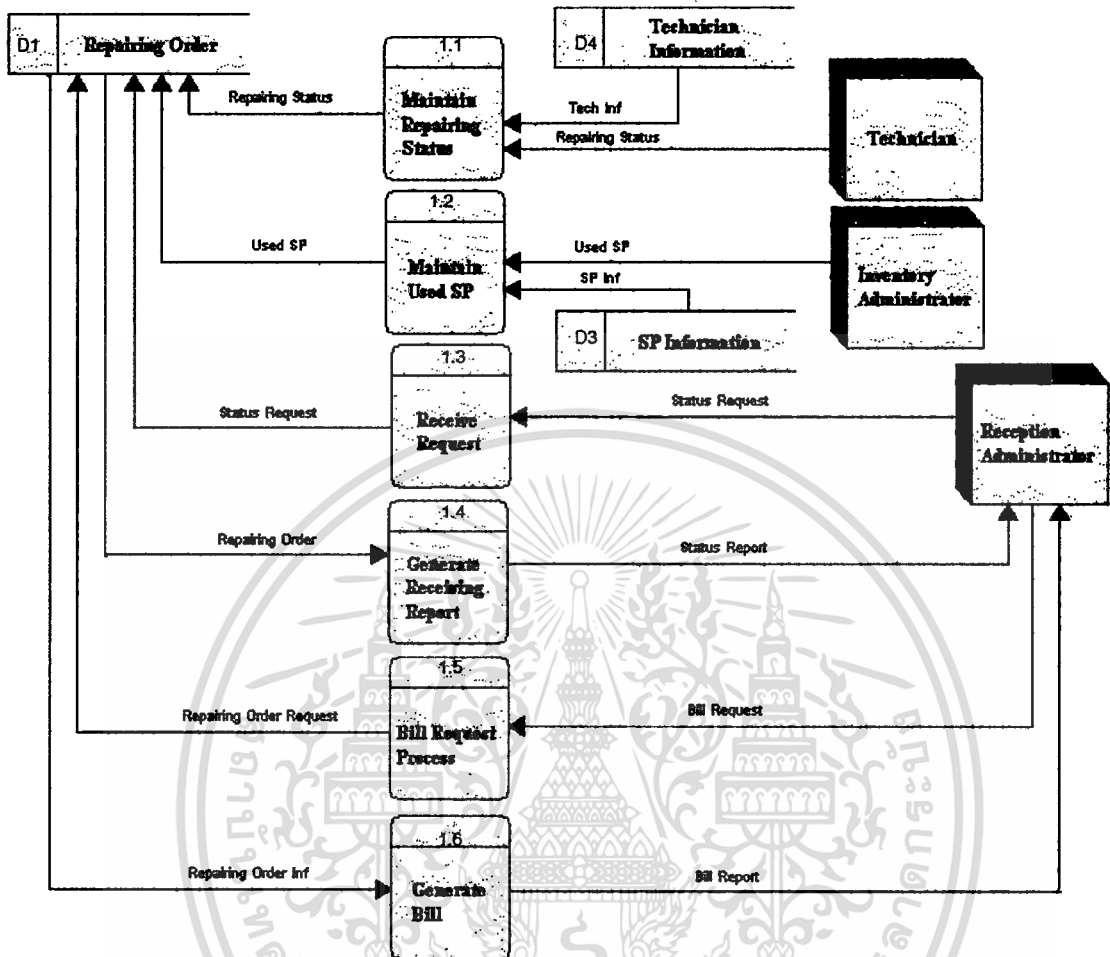 D1
Repairing Order
1.1
Maintain
Repairing
Status
D4
Technician
Information
Technician
Repairing Status
Tech Inf
Repairing Status
1.2
Maintain
Used SP
Used SP
Used SP
SP Inf
Inventory
Administrator
D3
SP Information
1.3
Receive
Request
Status Request
Status Request
Reception
Administrator
1.4
Generate
Receiving
Report
Repairing Order
Status Report
1.5
Bill Request
Process
Repairing Order Request
Bill Request
1.6
Generate
Bill
Repairing Order Inf
Bill Report